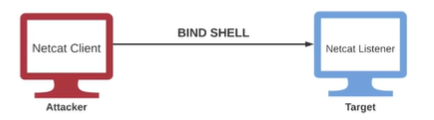 BIND SHELL
Netcat Client
Netcat Listener
Attacker
Target